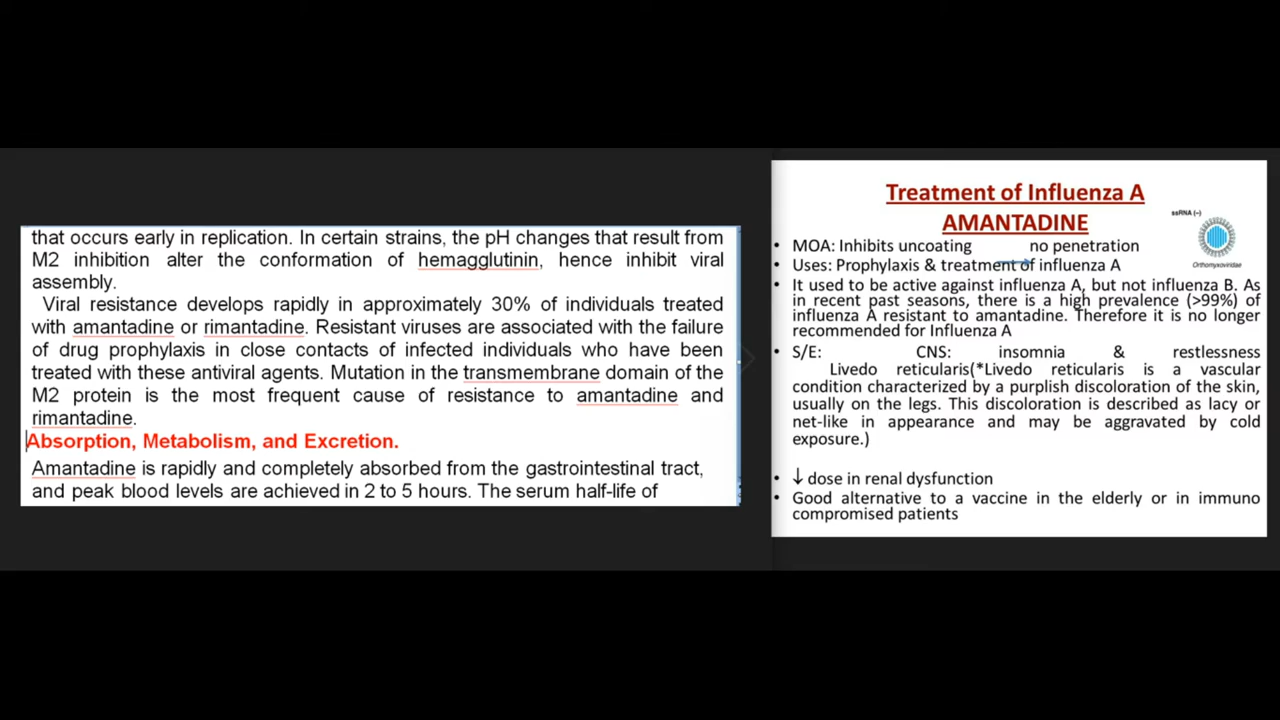 that occurs early in replication. In certain strains, the pH changes that result from
M2 inhibition alter the conformation of hemagglutinin, hence inhibit viral
assembly.
Viral resistance develops rapidly in approximately 30% of individuals treated
with amantadine or rimantadine. Resistant viruses are associated with the failure
of drug prophylaxis in close contacts of infected individuals who have been
treated with these antiviral agents. Mutation in the transmembrane domain of the
M2 protein is the most frequent cause of resistance to amantadine and
rimantadine.
Absorption, Metabolism, and Excretion.
Amantadine is rapidly and completely absorbed from the gastrointestinal tract,
and peak blood levels are achieved in 2 to 5 hours. The serum half-life of
Treatment of Influenza A
AMANTADINE
ssRNA (–)
Orthomyxoviridae
• MOA: Inhibits uncoating no penetration
• Uses: Prophylaxis & treatment of influenza A
• It used to be active against influenza A, but not influenza B. As
in recent past seasons, there is a high prevalence (>99%) of
influenza A resistant to amantadine. Therefore it is no longer
recommended for Influenza A
• S/E: CNS: insomnia & restlessness
Livedo reticularis(*Livedo reticularis is a vascular
condition characterized by a purplish discoloration of the skin,
usually on the legs. This discoloration is described as lacy or
net-like in appearance and may be aggravated by cold
exposure.)
• ↓ dose in renal dysfunction
• Good alternative to a vaccine in the elderly or in immuno
compromised patients